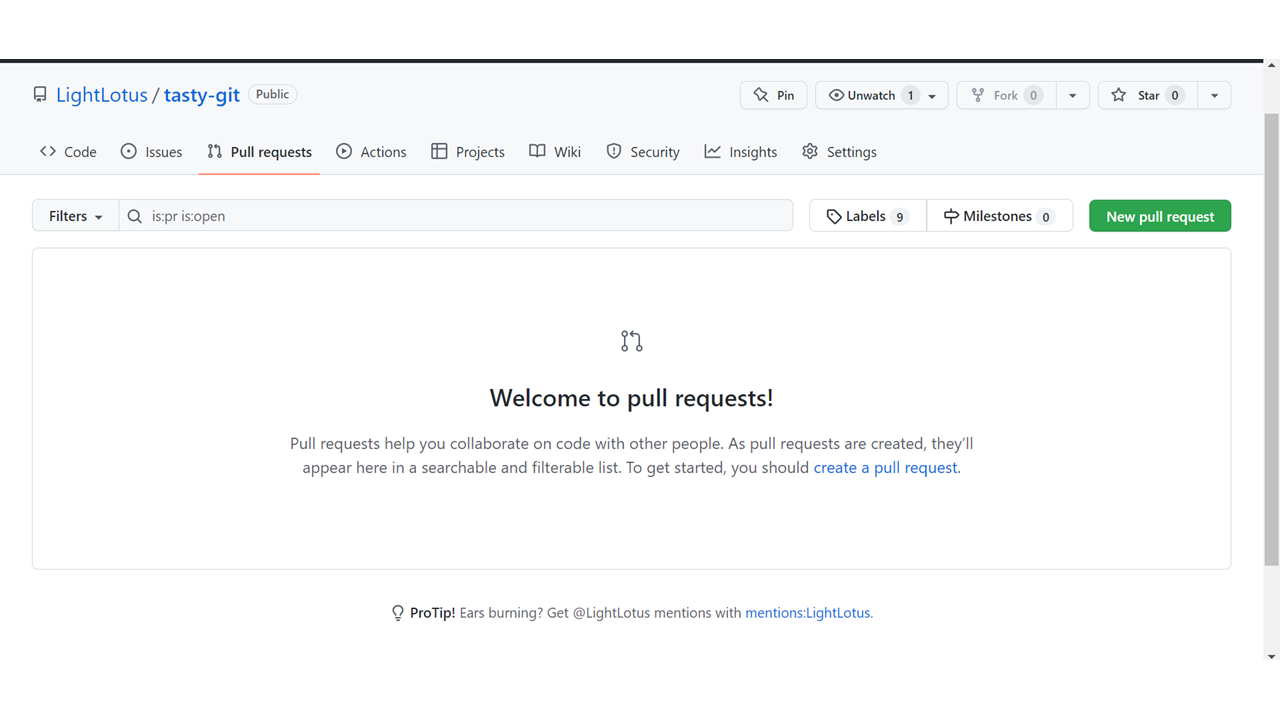 LightLotus / tasty-git Public
Pin Unwatch 1 Fork 0 Star 0
Code Issues Pull requests Actions Projects Wiki Security Insights Settings
Filters is:pr is:open Labels 9 Milestones 0 New pull request
Welcome to pull requests!
Pull requests help you collaborate on code with other people. As pull requests are created, they’ll
appear here in a searchable and filterable list. To get started, you should create a pull request.
ProTip! Ears burning? Get @LightLotus mentions with mentions:LightLotus.